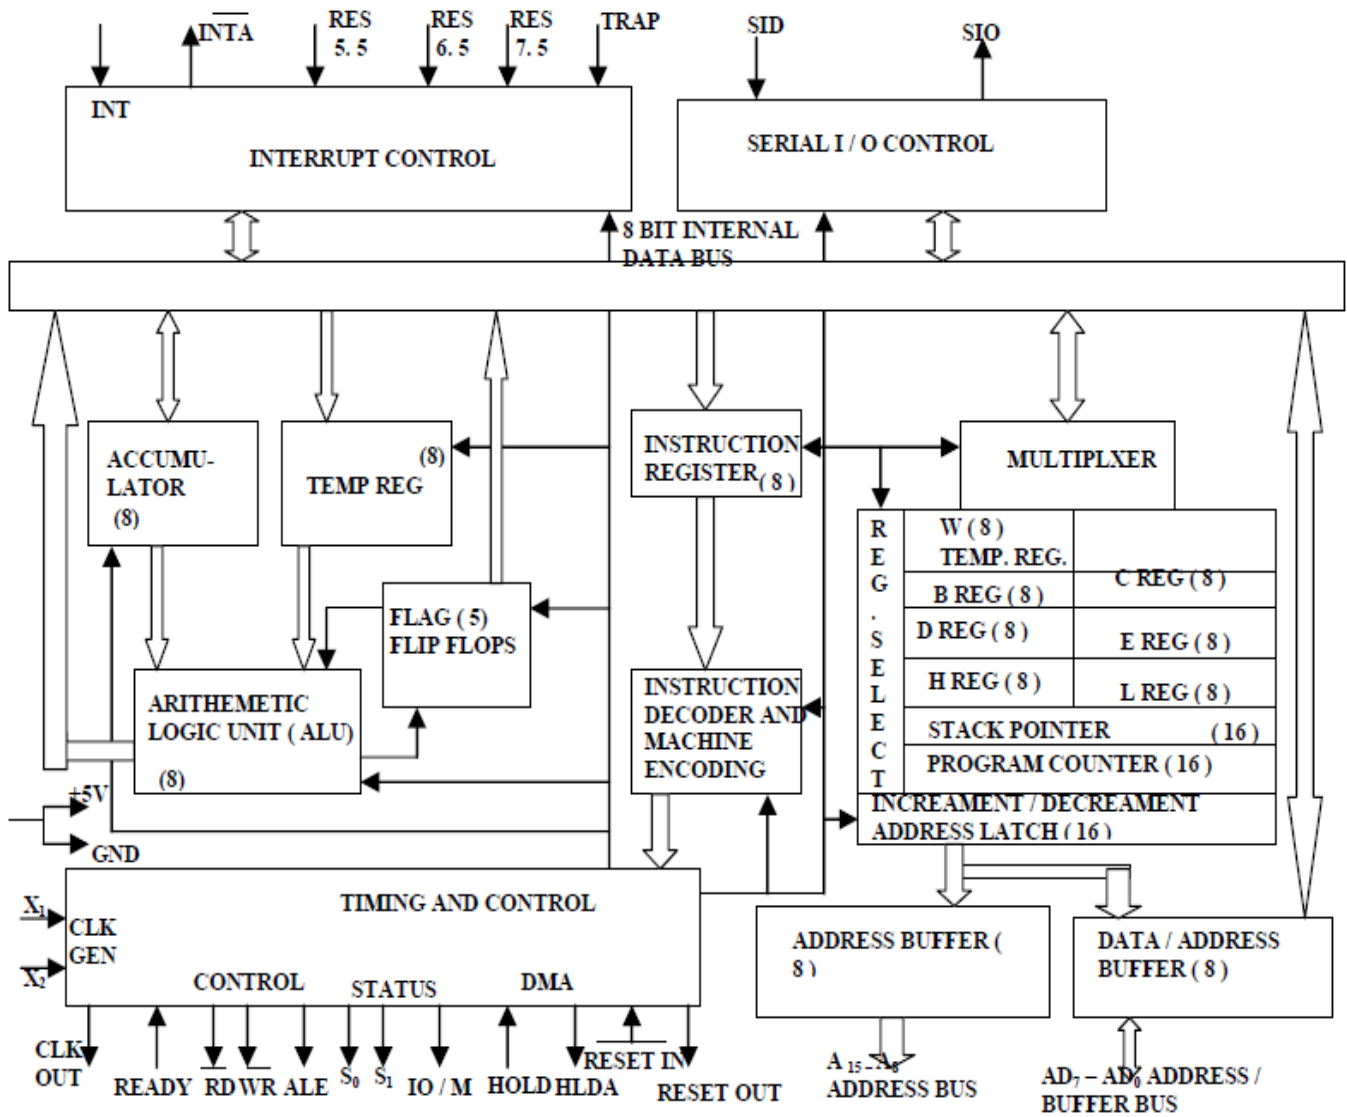 INTA
RES
5. 5
RES
6. 5
RES
7. 5
TRAP
SID
SIO
INT
INTERRUPT CONTROL
SERIAL I / O CONTROL
8 BIT INTERNAL
DATA BUS
ACCUMU-
LATOR
(8)
(8)
TEMP REG
INSTRUCTION
REGISTER ( 8 )
MULTIPLXER
REG. SELECT
W ( 8 )
TEMP. REG.
C REG ( 8 )
B REG ( 8 )
D REG ( 8 )
E REG ( 8 )
H REG ( 8 )
L REG ( 8 )
STACK POINTER ( 16 )
PROGRAM COUNTER ( 16 )
INCREAMENT / DECREAMENT
ADDRESS LATCH ( 16 )
FLAG ( 5)
FLIP FLOPS
ARITHEMETIC
LOGIC UNIT ( ALU)
(8)
INSTRUCTION
DECODER AND
MACHINE
ENCODING
+5V
GND
TIMING AND CONTROL
X1
CLK
GEN
X2
CONTROL
STATUS
DMA
ADDRESS BUFFER (
8 )
DATA / ADDRESS
BUFFER ( 8 )
CLK
OUT
READY
RD
WR
ALE
S0
S1
IO / M
HOLD
HLDA
RESET IN
RESET OUT
A 15 – A8
ADDRESS BUS
AD7 – AD0 ADDRESS /
BUFFER BUS